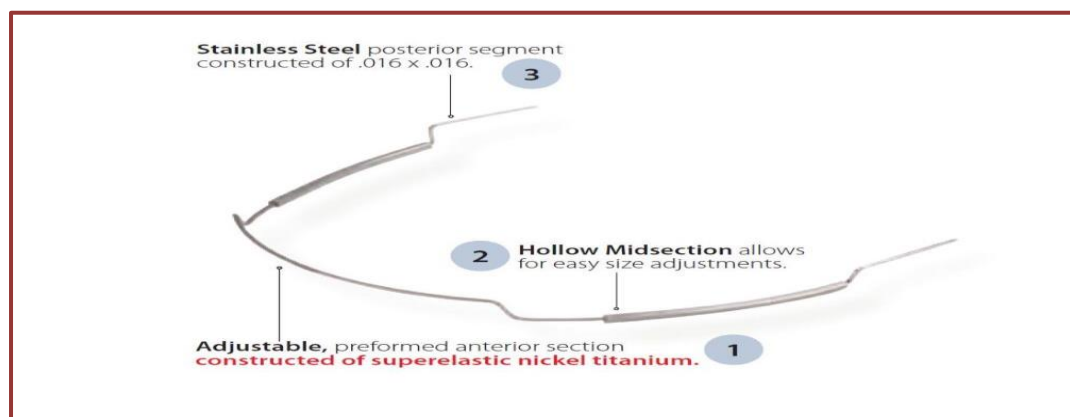 Stainless Steel posterior segment
constructed of .016 x .016.
3
2
Hollow Midsection allows
for easy size adjustments.
Adjustable, preformed anterior section
constructed of superelastic nickel titanium.
1